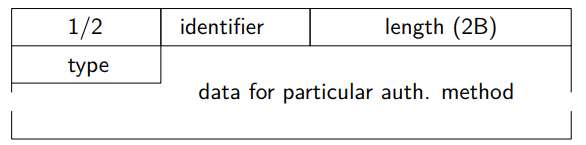 1/2 identifier length (2B)
type
data for particular auth. method